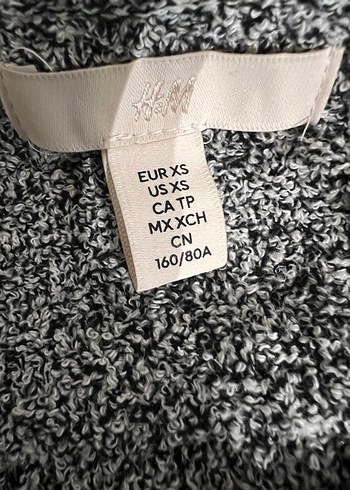 H&M
EUR XS
US XS
CA TP
MX XCH
CN
160/80A